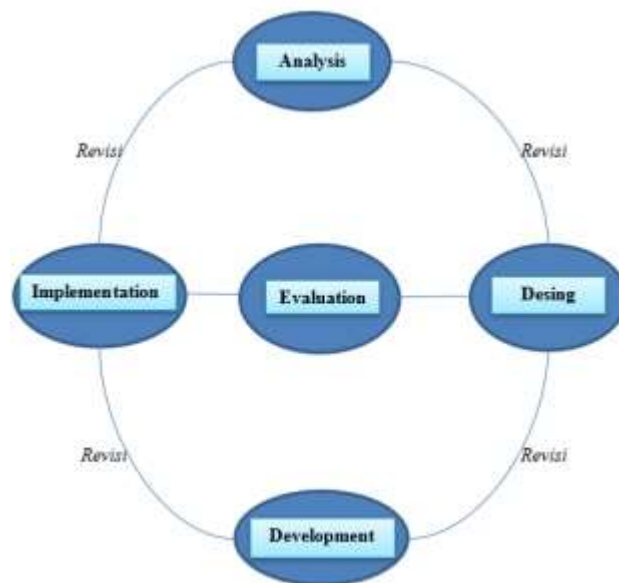 Analysis
Revisi
Revisi
Implementation
Evaluation
Desing
Revisi
Revisi
Development